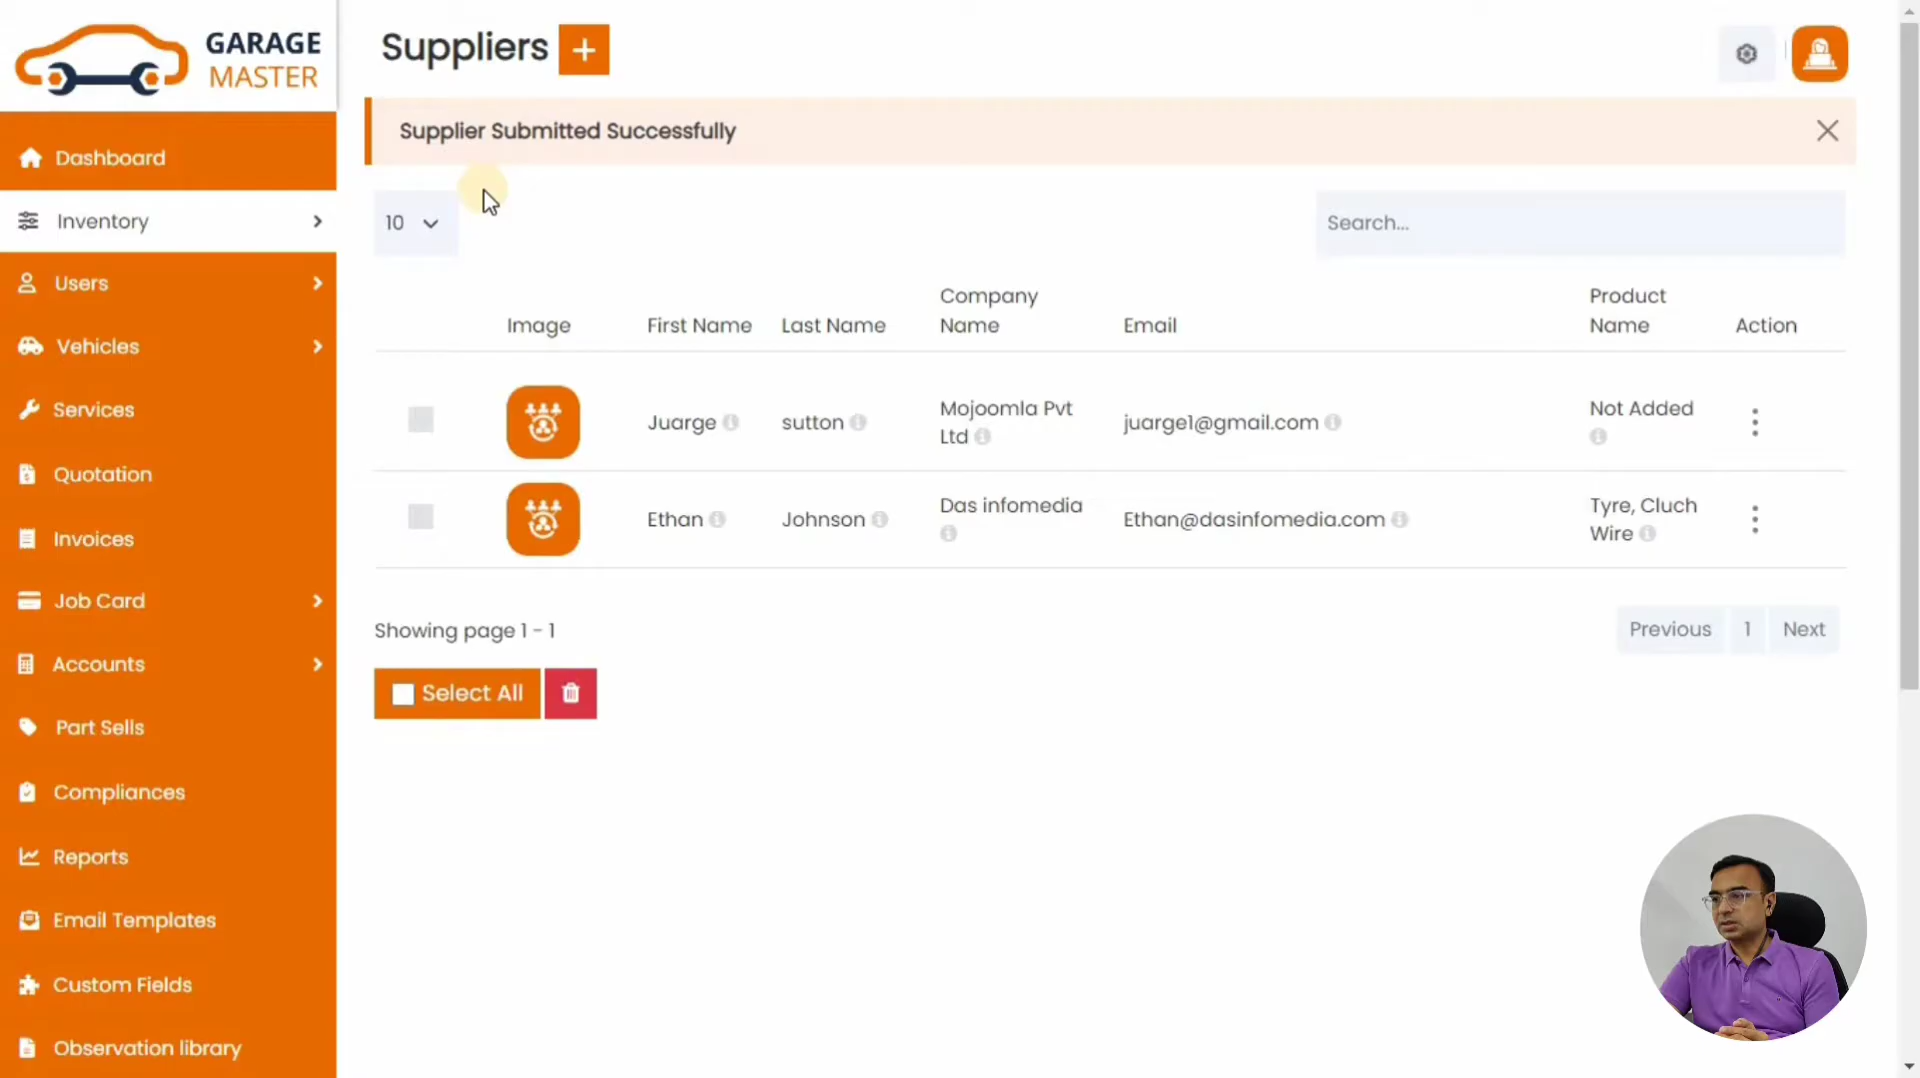 GARAGE
MASTER
Suppliers +
Supplier Submitted Successfully
10
Search...
Image
First Name
Last Name
Company
Name
Email
Product
Name
Action
Juarge
sutton
Mojoomla Pvt
Ltd
juarge1@gmail.com
Not Added
Ethan
Johnson
Das infomedia
Ethan@dasinfomedia.com
Tyre, Cluch
Wire
Showing page 1 - 1
Previous
1
Next
Select All
Dashboard
Inventory
Users
Vehicles
Services
Quotation
Invoices
Job Card
Accounts
Part Sells
Compliances
Reports
Email Templates
Custom Fields
Observation library